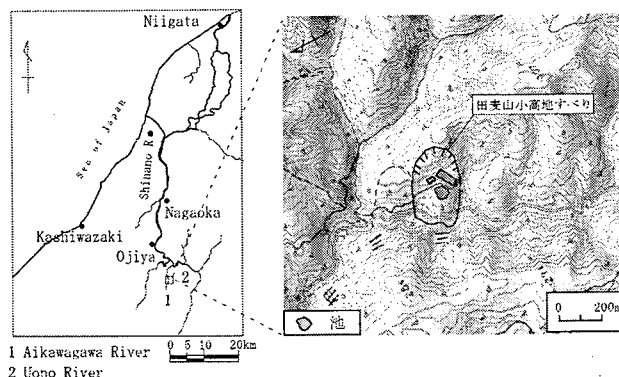 Niigata
Sea of Japan
Shinano R
Nagaoka
Kashiwazaki
Ojiya
2
1
1 Aikawagawa River
2 Uono River
0 5 10 20km
田麦山小高地すべり
池
0 200m